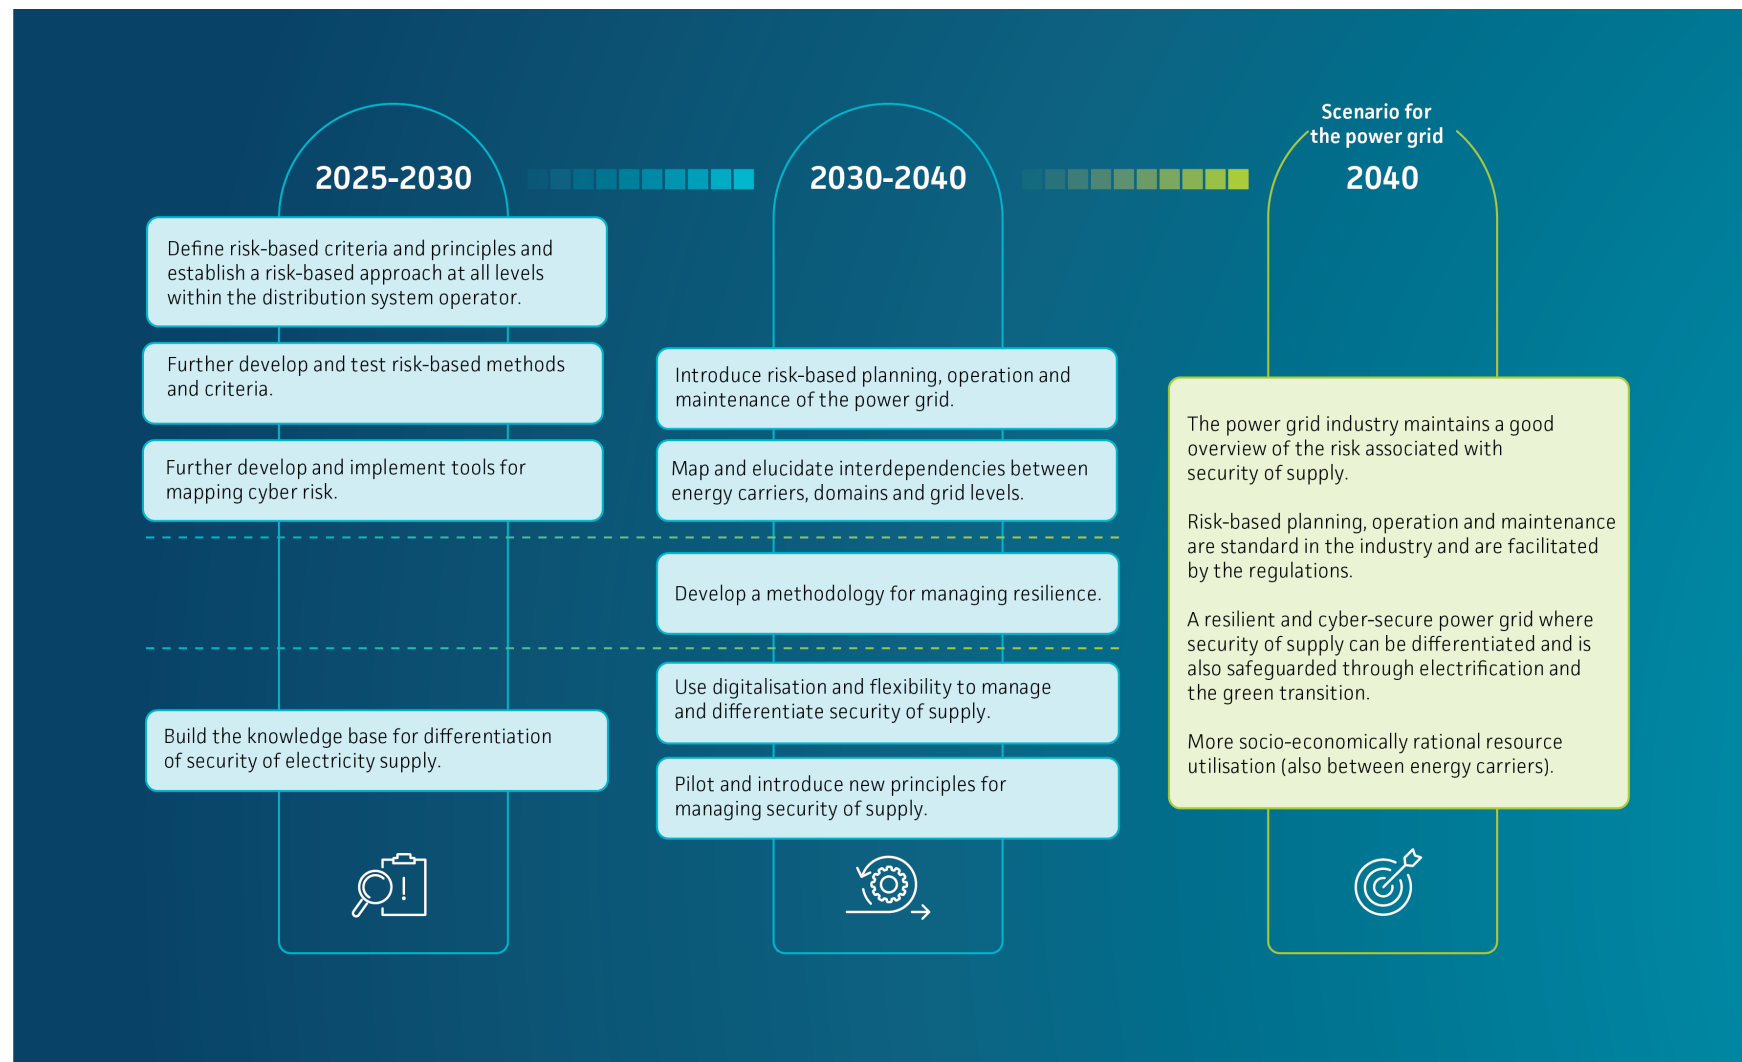 2025-2030
Define risk-based criteria and principles and
establish a risk-based approach at all levels
within the distribution system operator.
Further develop and test risk-based methods
and criteria.
Further develop and implement tools for
mapping cyber risk.
Build the knowledge base for differentiation
of security of electricity supply.
2030-2040
Introduce risk-based planning, operation and
maintenance of the power grid.
Map and elucidate interdependencies between
energy carriers, domains and grid levels.
Develop a methodology for managing resilience.
Use digitalisation and flexibility to manage
and differentiate security of supply.
Pilot and introduce new principles for
managing security of supply.
Scenario for
the power grid
2040
The power grid industry maintains a good
overview of the risk associated with
security of supply.
Risk-based planning, operation and maintenance
are standard in the industry and are facilitated
by the regulations.
A resilient and cyber-secure power grid where
security of supply can be differentiated and is
also safeguarded through electrification and
the green transition.
More socio-economically rational resource
utilisation (also between energy carriers).